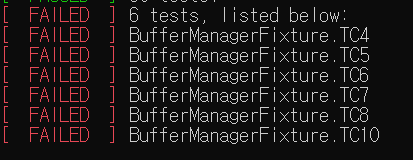 [  FAILED  ] 6 tests, listed below:
[  FAILED  ] BufferManagerFixture.TC4
[  FAILED  ] BufferManagerFixture.TC5
[  FAILED  ] BufferManagerFixture.TC6
[  FAILED  ] BufferManagerFixture.TC7
[  FAILED  ] BufferManagerFixture.TC8
[  FAILED  ] BufferManagerFixture.TC10